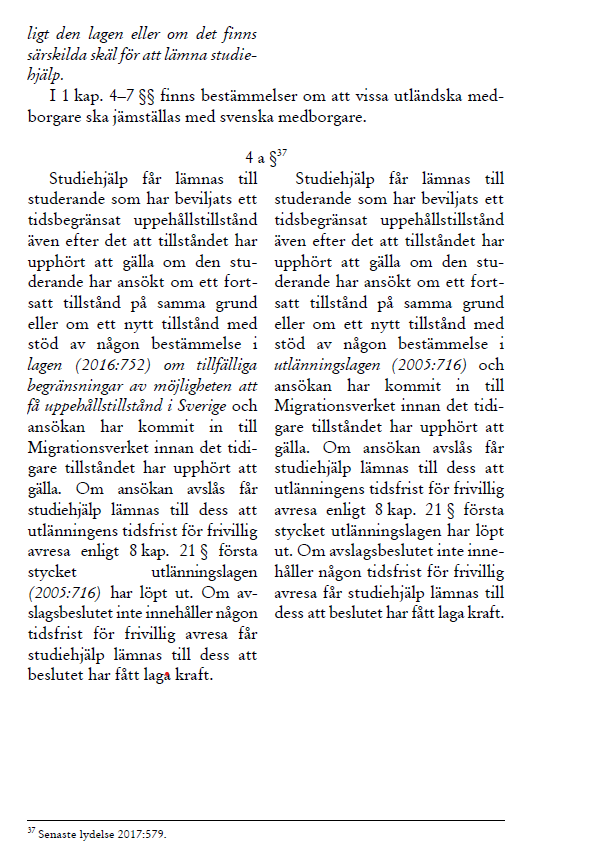 ligt den lagen eller om det finns
särskilda skäl för att lämna studie-
hjälp.
I 1 kap. 4–7 §§ finns bestämmelser om att vissa utländska med-
borgare ska jämställas med svenska medborgare.
4 a §37
Studiehjälp får lämnas till
studerande som har beviljats ett
tidsbegränsat uppehållstillstånd
även efter det att tillståndet har
upphört att gälla om den stu-
derande har ansökt om ett fort-
satt tillstånd på samma grund
eller om ett nytt tillstånd med
stöd av någon bestämmelse i
lagen (2016:752) om tillfälliga
begränsningar av möjligheten att
få uppehållstillstånd i Sverige och
ansökan har kommit in till
Migrationsverket innan det tidi-
gare tillståndet har upphört att
gälla. Om ansökan avslås får
studiehjälp lämnas till dess att
utlänningens tidsfrist för frivillig
avresa enligt 8 kap. 21 § första
stycket utlänningslagen
(2005:716) har löpt ut. Om av-
slagsbeslutet inte innehåller någon
tidsfrist för frivillig avresa får
studiehjälp lämnas till dess att
beslutet har fått laga kraft.
Studiehjälp får lämnas till
studerande som har beviljats ett
tidsbegränsat uppehållstillstånd
även efter det att tillståndet har
upphört att gälla om den stu-
derande har ansökt om ett fort-
satt tillstånd på samma grund
eller om ett nytt tillstånd med
stöd av någon bestämmelse i
utlänningslagen (2005:716) och
ansökan har kommit in till
Migrationsverket innan det tidi-
gare tillståndet har upphört att
gälla. Om ansökan avslås får
studiehjälp lämnas till dess att
utlänningens tidsfrist för frivillig
avresa enligt 8 kap. 21 § första
stycket utlänningslagen har löpt
ut. Om avslagsbeslutet inte inne-
håller någon tidsfrist för frivillig
avresa får studiehjälp lämnas till
dess att beslutet har fått laga kraft.
37 Senaste lydelse 2017:579.